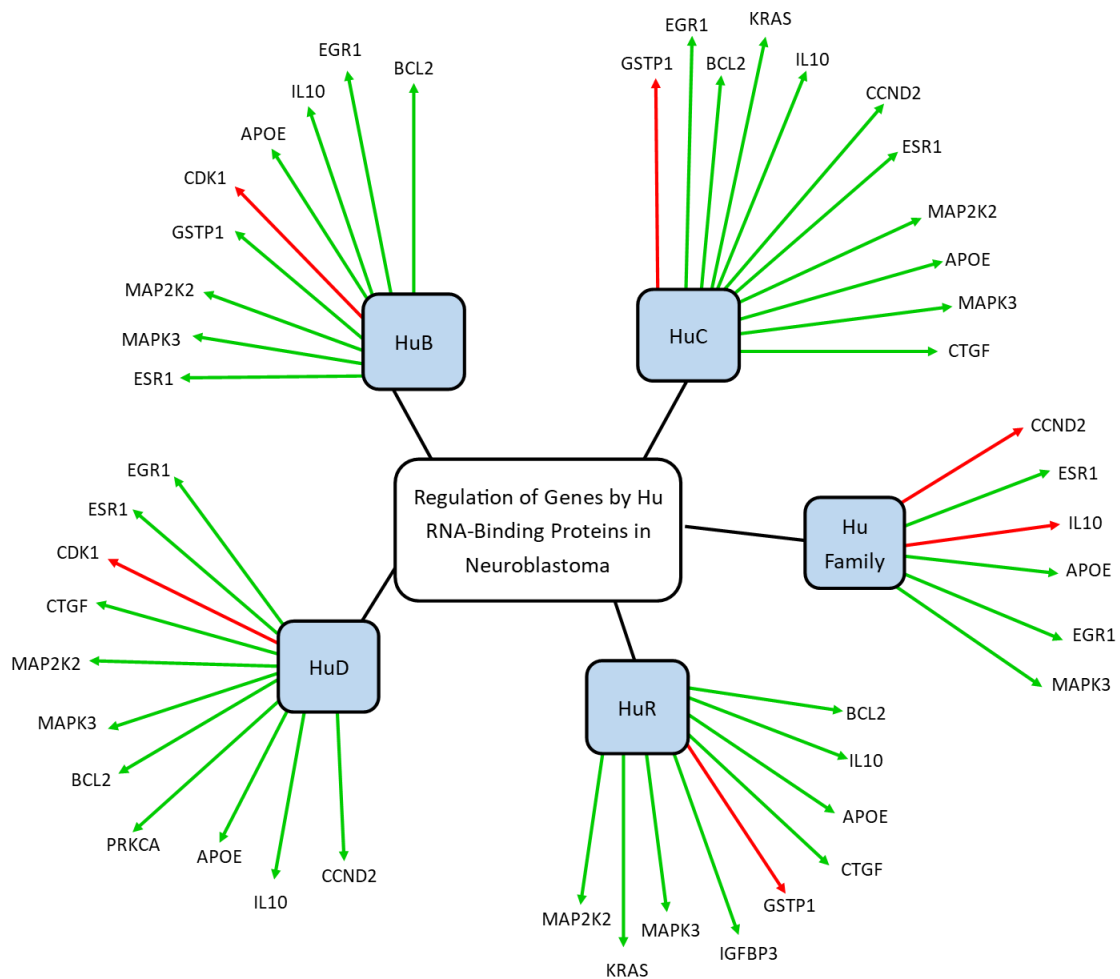 EGR1
BCL2
IL10
APOE
CDK1
GSTP1
MAP2K2
MAPK3
ESR1
HuB
GSTP1
EGR1
BCL2
KRAS
IL10
CCND2
ESR1
MAP2K2
APOE
MAPK3
CTGF
HuC
Regulation of Genes by Hu
RNA-Binding Proteins in
Neuroblastoma
Hu
Family
CCND2
ESR1
IL10
APOE
EGR1
MAPK3
EGR1
ESR1
CDK1
CTGF
MAP2K2
MAPK3
BCL2
PRKCA
APOE
IL10
CCND2
HuD
HuR
BCL2
IL10
APOE
CTGF
GSTP1
IGFBP3
MAPK3
KRAS
MAP2K2